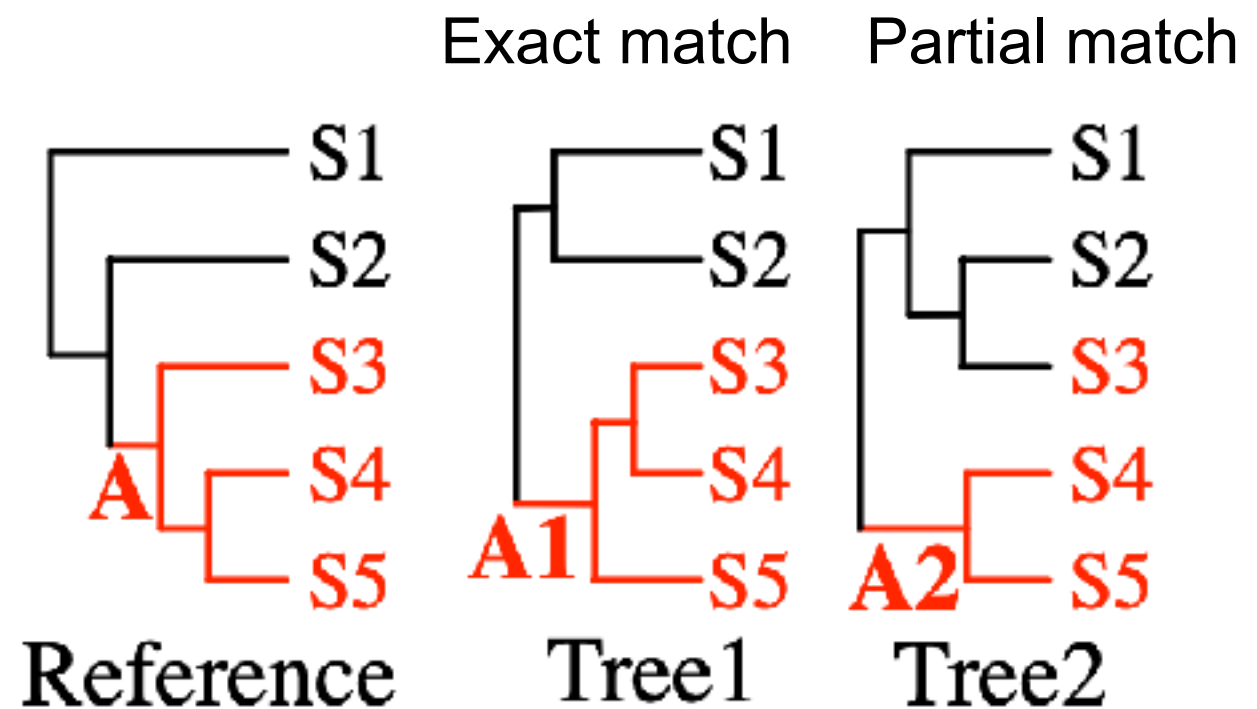 Exact match Partial match
S1 S1 S1
S2 S2 S2
S3 S3 S3
S4 S4 S4
A A1 A2
S5 S5 S5
Reference Tree1 Tree2